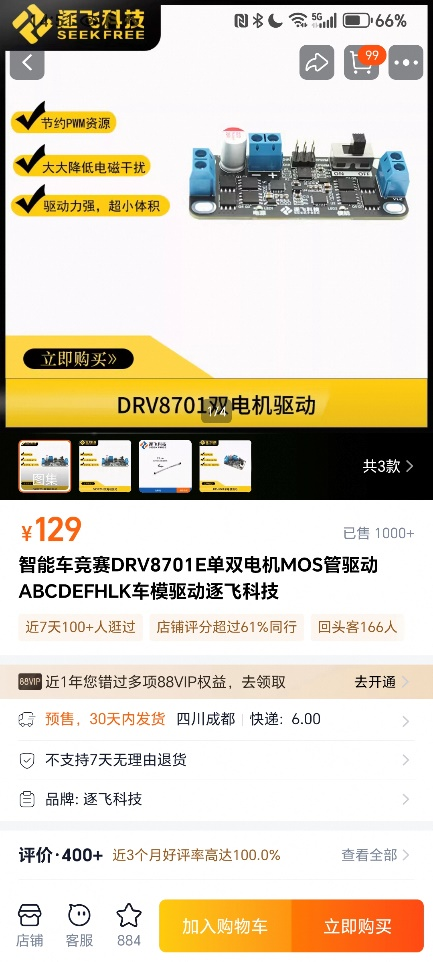 逐飞科技
SEEKFREE
5G
66%
99
节约PWM资源
大大降低电磁干扰
驱动力强，超小体积
立即购买》
DRV8701双电机驱动
1/4
图集
共3款
¥129
已售 1000+
智能车竞赛DRV8701E单双电机MOS管驱动
ABCDEFHLK车模驱动逐飞科技
近7天100+人逛过
店铺评分超过61%同行
回头客166人
88VIP 近1年您错过多项88VIP权益，去领取
去开通
预售，30天内发货 四川成都 快递: 6.00
不支持7天无理由退货
品牌: 逐飞科技
评价·400+ 近3个月好评率高达100.0%
查看全部
店铺
客服
884
加入购物车
立即购买